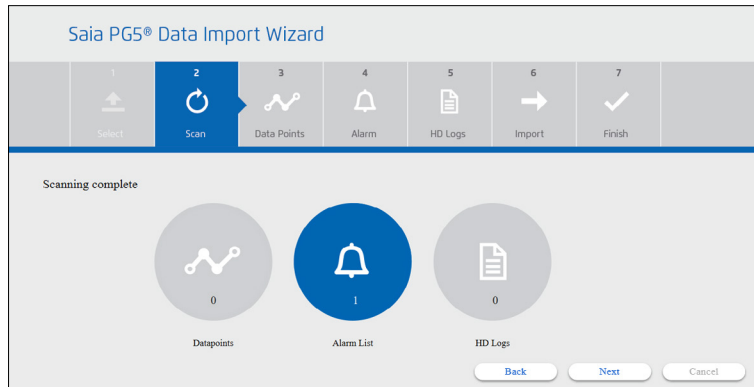 Saia PG5® Data Import Wizard
1 2 3 4 5 6 7
Select Scan Data Points Alarm HD Logs Import Finish
Scanning complete
0 1 0
Datapoints Alarm List HD Logs
Back Next Cancel